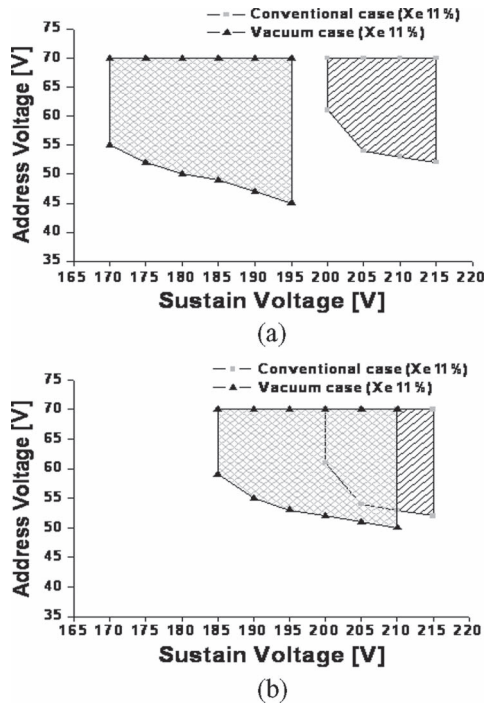 Conventional case (Xe 11%)
Vacuum case (Xe 11%)
Address Voltage [V]
70
65
60
55
50
45
40
35
165 170 175 180 185 190 195 200 205 210 215 220
Sustain Voltage [V]
(a)
Conventional case (Xe 11%)
Vacuum case (Xe 11%)
Address Voltage [V]
70
65
60
55
50
45
40
35
165 170 175 180 185 190 195 200 205 210 215 220
Sustain Voltage [V]
(b)